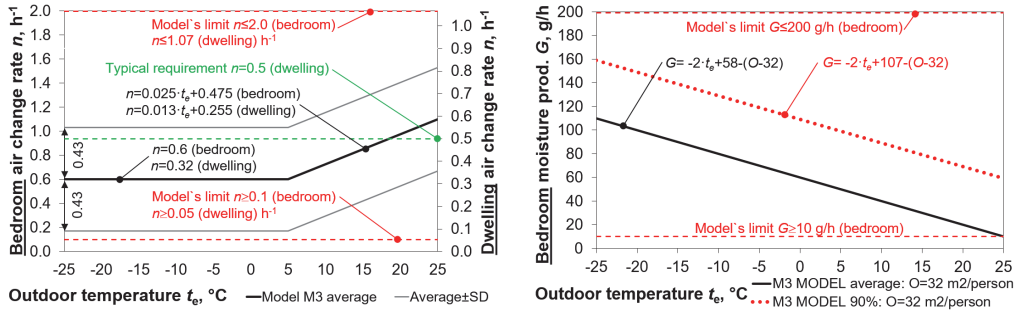 Bedroom air change rate n, h-1
2.0
1.8
1.6
1.4
1.2
1.0
0.8
0.6
0.4
0.2
0.0
Model`s limit n≤2.0 (bedroom)
n≤1.07 (dwelling) h-1
Typical requirement n=0.5 (dwelling)
n=0.025·te+0.475 (bedroom)
n=0.013·te+0.255 (dwelling)
0.43
n=0.6 (bedroom)
n=0.32 (dwelling)
0.43
Model`s limit n≥0.1 (bedroom)
n≥0.05 (dwelling) h-1
1.0
0.9
0.8
0.7
0.6
0.5
0.4
0.3
0.2
0.1
0.0
Dwelling air change rate n, h-1
-25 -20 -15 -10 -5 0 5 10 15 20 25
Outdoor temperature te, °C
Model M3 average
Average±SD
Bedroom moisture prod. G, g/h
200
180
160
140
120
100
80
60
40
20
0
Model`s limit G≤200 g/h (bedroom)
G= -2·te+58-(O-32)
G= -2·te+107-(O-32)
Model`s limit G≥10 g/h (bedroom)
-25 -20 -15 -10 -5 0 5 10 15 20 25
Outdoor temperature te, °C
M3 MODEL average: O=32 m2/person
M3 MODEL 90%: O=32 m2/person